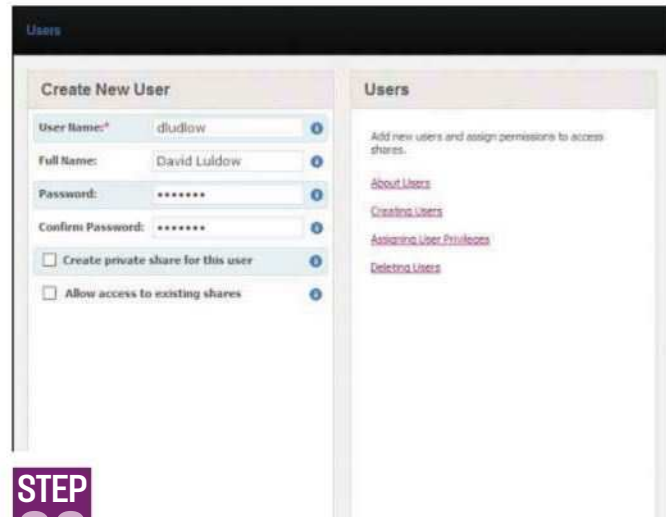 Users
Create New User
User Name:* dludlow
Full Name: David Luldow
Password: •••••••
Confirm Password: •••••••
Create private share for this user
Allow access to existing shares
Users
Add new users and assign permissions to access
shares.
About Users
Creating Users
Assigning User Privileges
Deleting Users
STEP